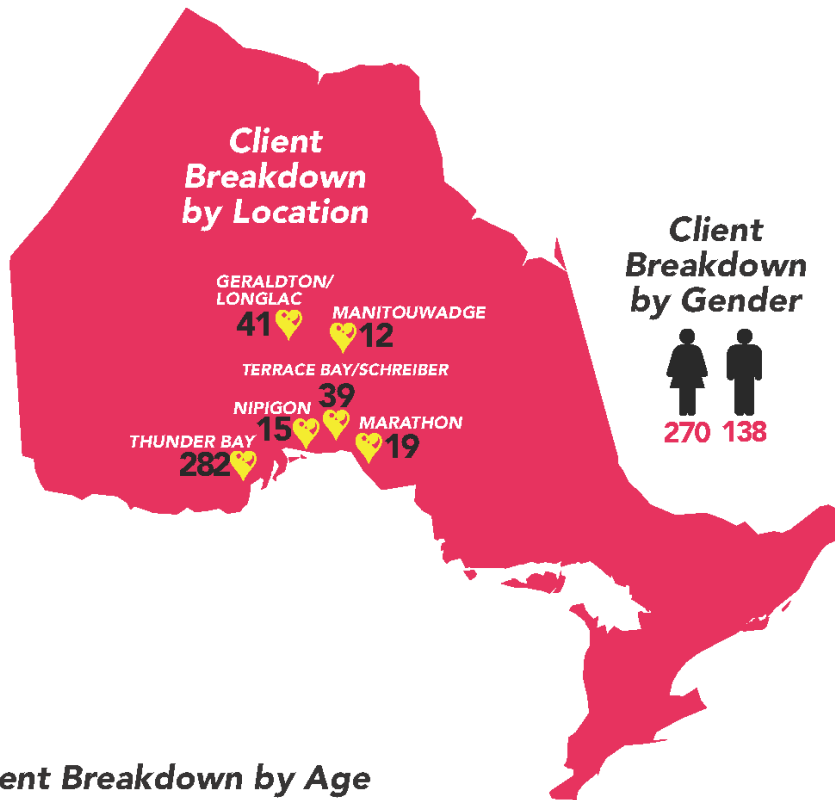 Client
Breakdown
by Location
GERALDTON/
LONGLAC
41
MANITOUWADGE
12
TERRACE BAY/SCHREIBER
39
NIPIGON
15
MARATHON
19
THUNDER BAY
282
Client
Breakdown
by Gender
270 138
ent Breakdown by Age